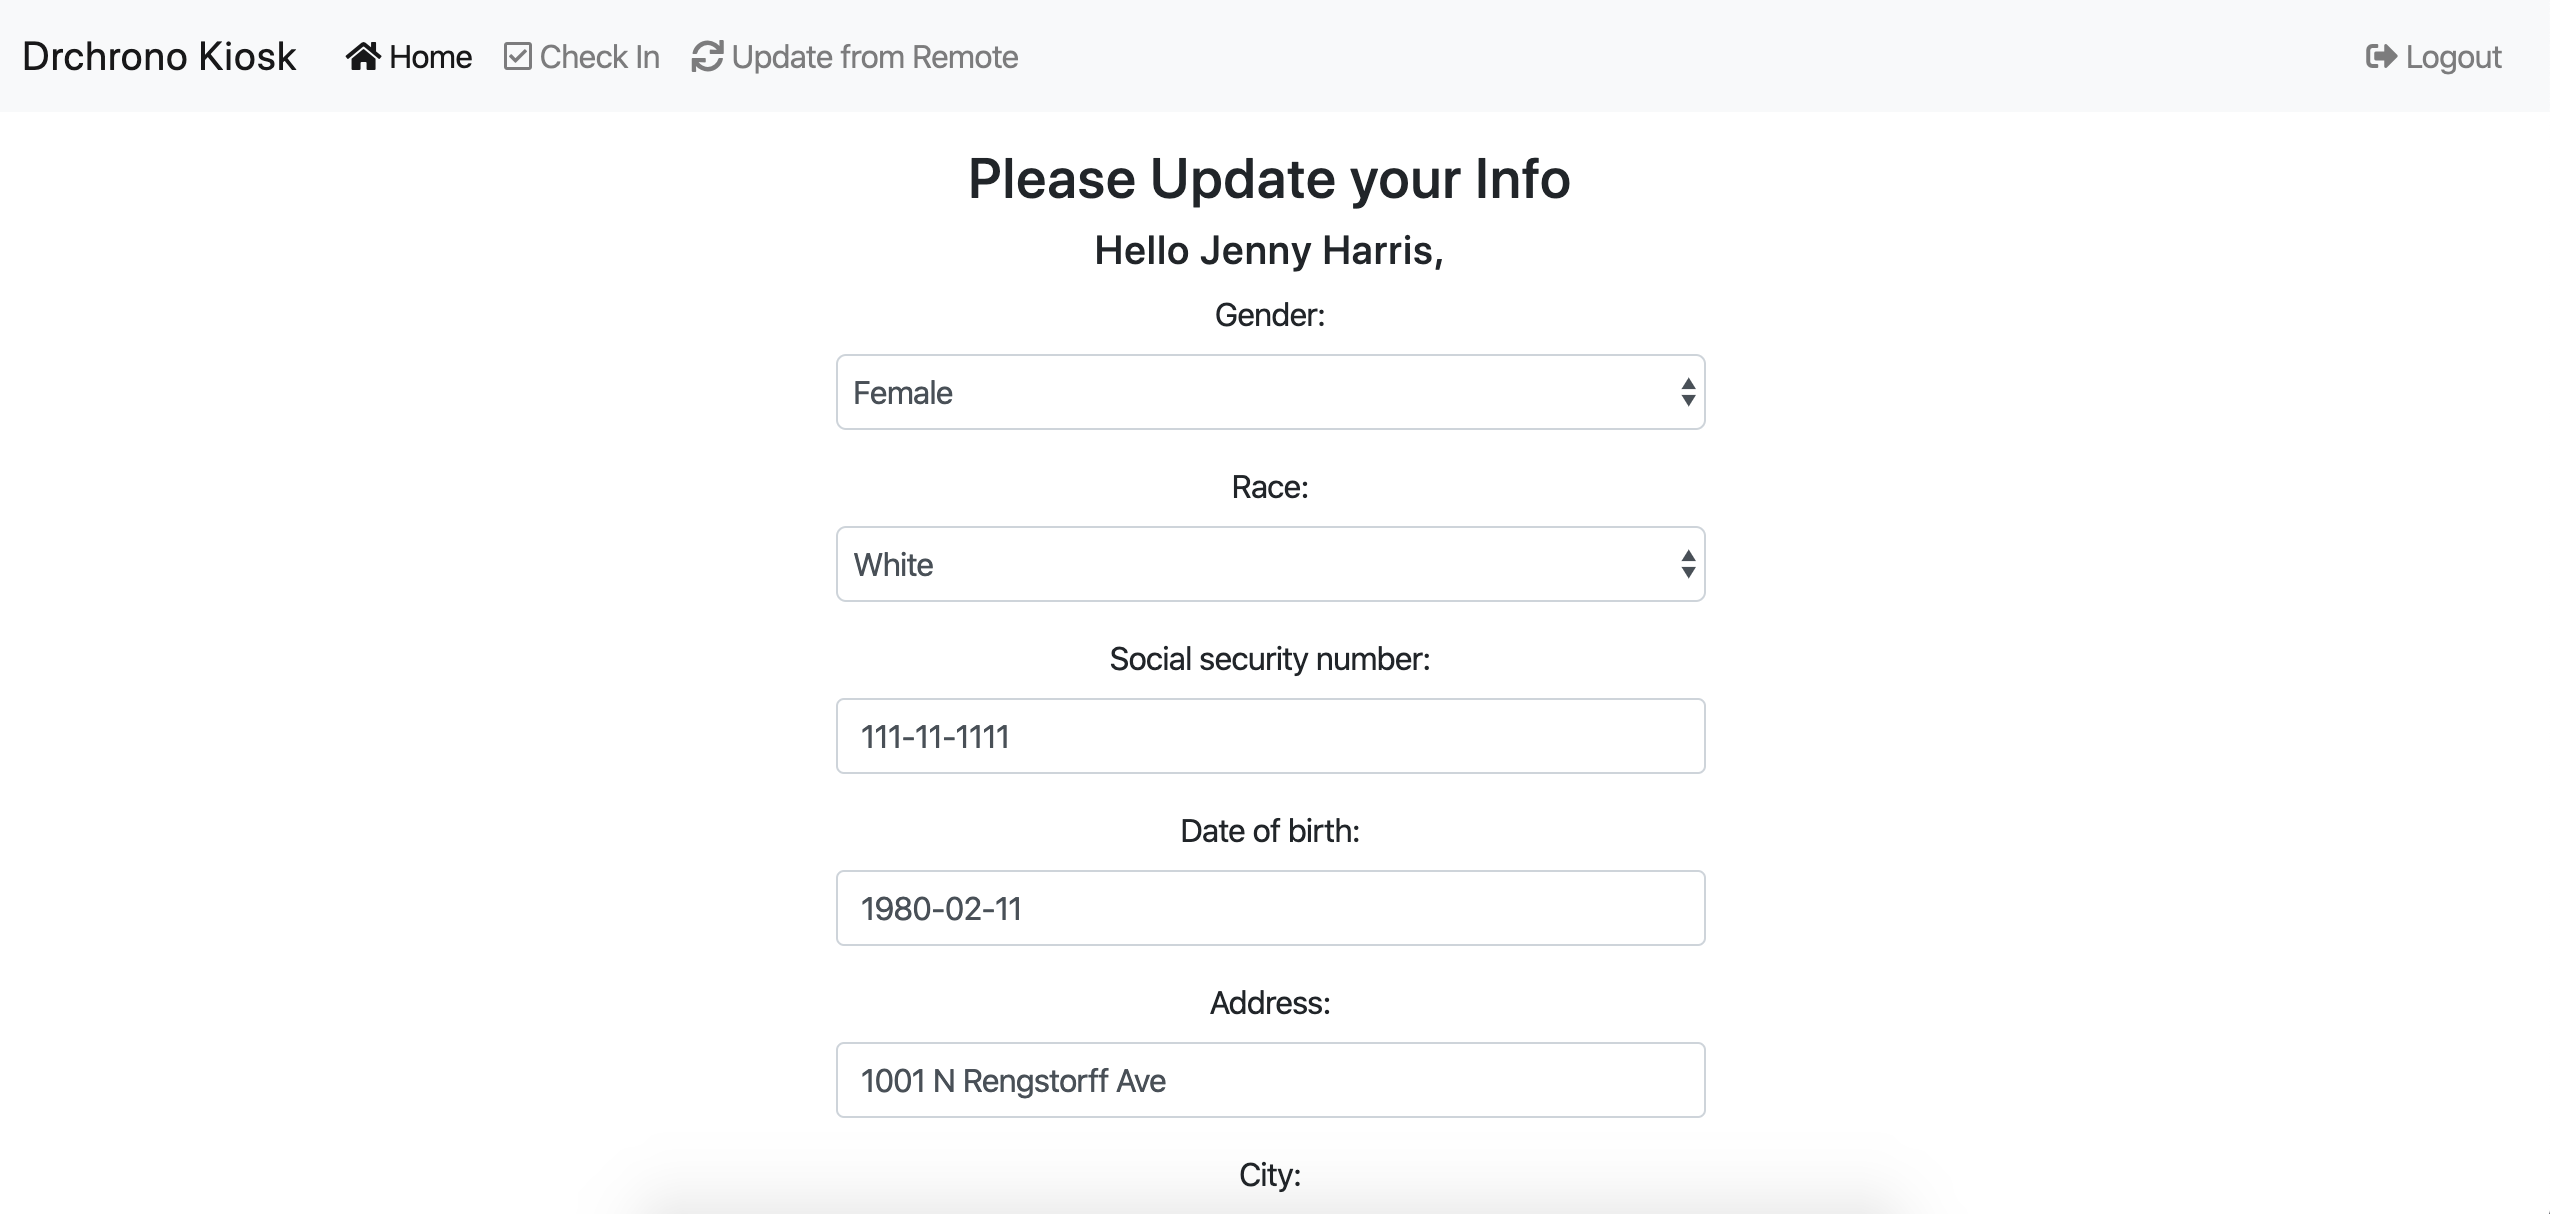 Drchrono Kiosk Home Check In Update from Remote Logout
Please Update your Info
Hello Jenny Harris,
Gender:
Female
Race:
White
Social security number:
111-11-1111
Date of birth:
1980-02-11
Address:
1001 N Rengstorff Ave
City: